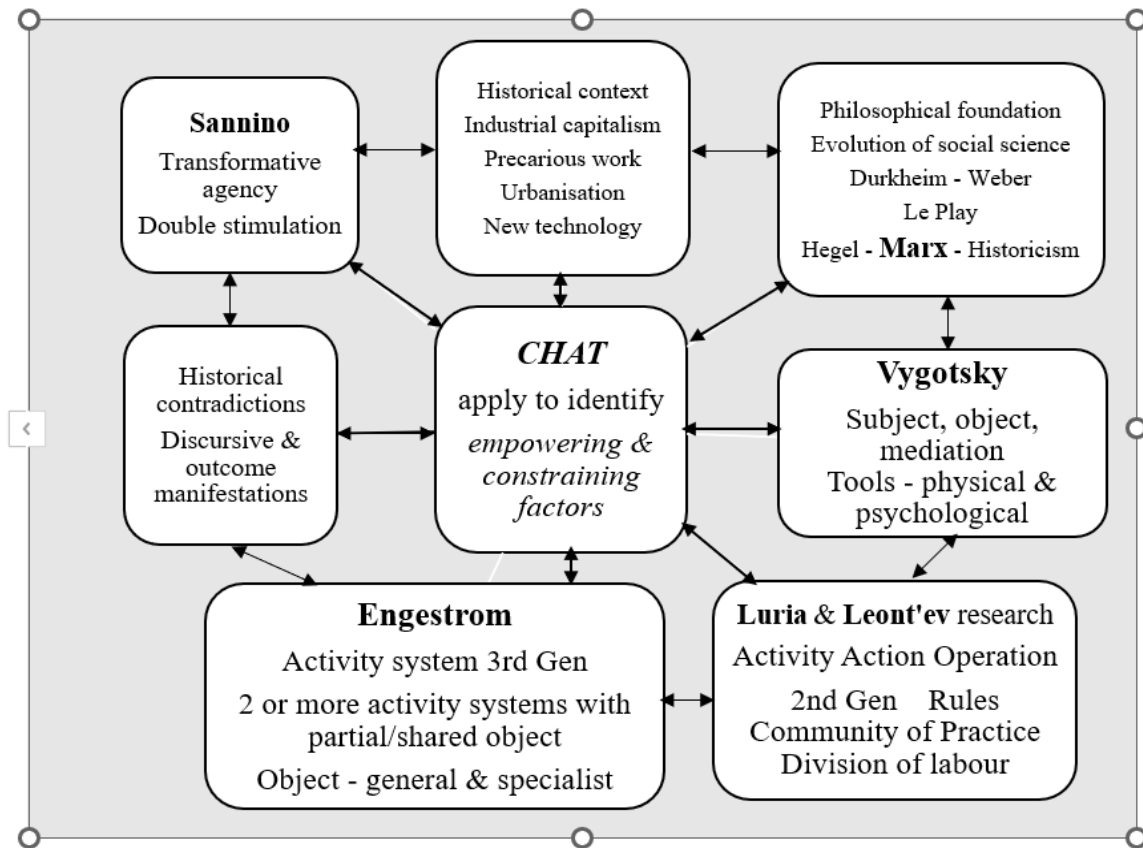 Sannino
Transformative
agency
Double stimulation
Historical context
Industrial capitalism
Precarious work
Urbanisation
New technology
Philosophical foundation
Evolution of social science
Durkheim - Weber
Le Play
Hegel - Marx - Historicism
Historical
contradictions
Discursive &
outcome
manifestations
CHAT
apply to identify
empowering &
constraining
factors
Vygotsky
Subject, object,
mediation
Tools - physical &
psychological
Engestrom
Activity system 3rd Gen
2 or more activity systems with
partial/shared object
Object - general & specialist
Luria & Leont'ev research
Activity Action Operation
2nd Gen Rules
Community of Practice
Division of labour